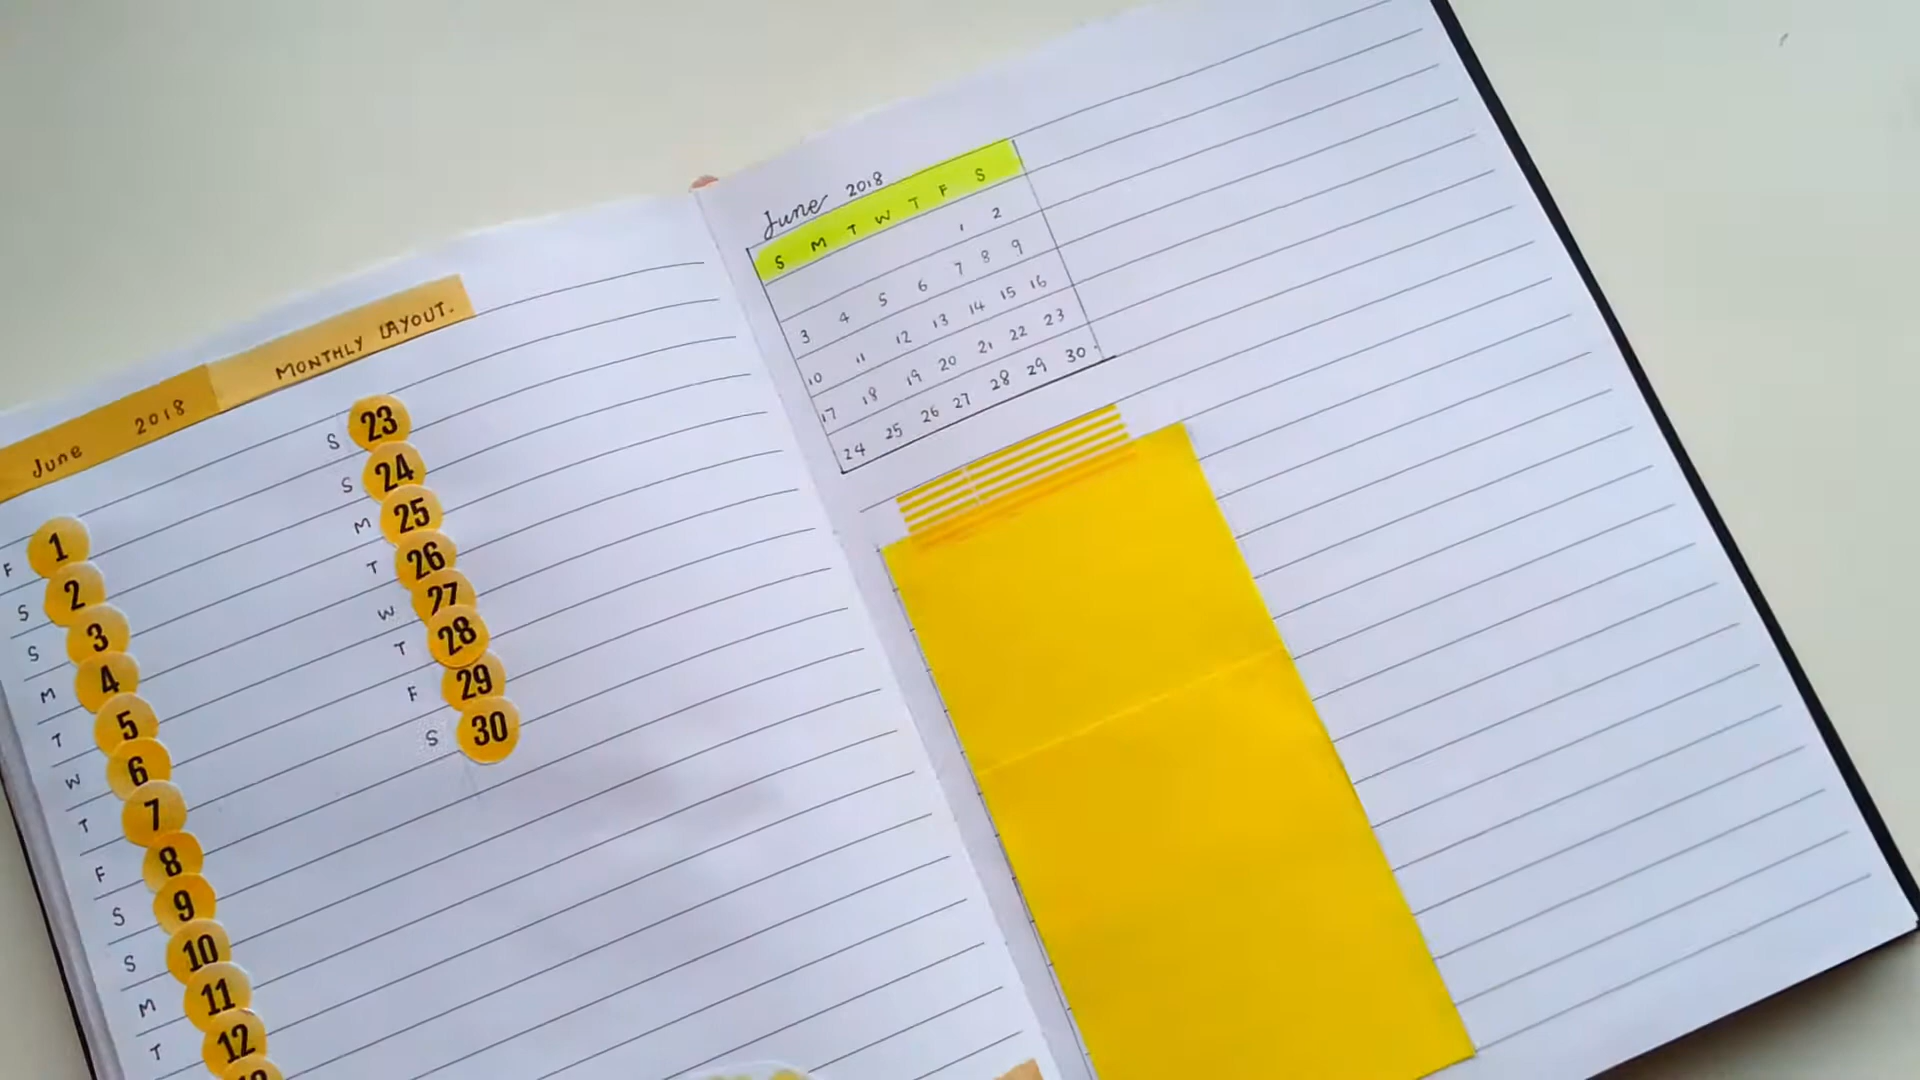 June 2018 MONTHLY LAYOUT.
F 1
S 2
S 3
M 4
T 5
W 6
T 7
F 8
S 9
S 10
M 11
T 12
S 23
S 24
M 25
T 26
W 27
T 28
F 29
S 30
June 2018
S M T W T F S
1 2
3 4 5 6 7 8 9
10 11 12 13 14 15 16
17 18 19 20 21 22 23
24 25 26 27 28 29 30